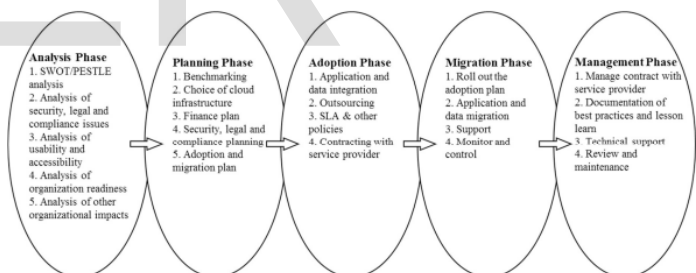 Analysis Phase
1. SWOT/PESTLE
analysis
2. Analysis of
security, legal and
compliance issues
3. Analysis of
usability and
accessibility
4. Analysis of
organization readiness
5. Analysis of other
organizational impacts
Planning Phase
1. Benchmarking
2. Choice of cloud
infrastructure
3. Finance plan
4. Security, legal and
compliance planning
5. Adoption and
migration plan
Adoption Phase
1. Application and
data integration
2. Outsourcing
3. SLA & other
policies
4. Contracting with
service provider
Migration Phase
1. Roll out the
adoption plan
2. Application and
data migration
3. Support
4. Monitor and
control
Management Phase
1. Manage contract with
service provider
2. Documentation of
best practices and lesson
learn
3. Technical support
4. Review and
maintenance